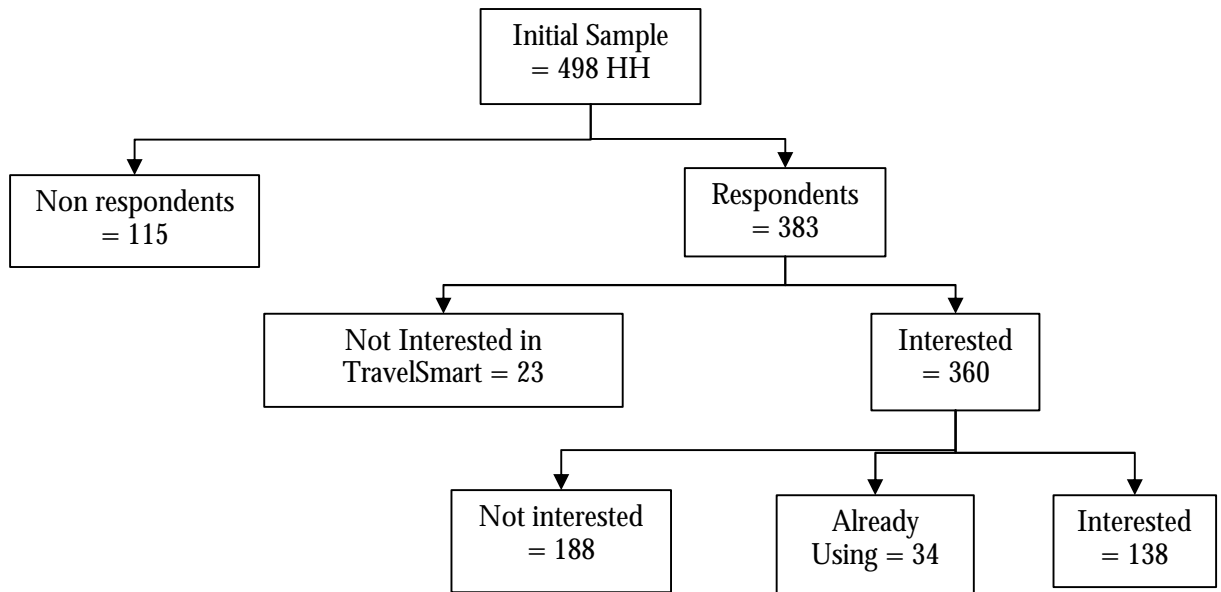 Initial Sample
= 498 HH
Non respondents
= 115
Respondents
= 383
Not Interested in
TravelSmart = 23
Interested
= 360
Not interested
= 188
Already
Using = 34
Interested
= 138